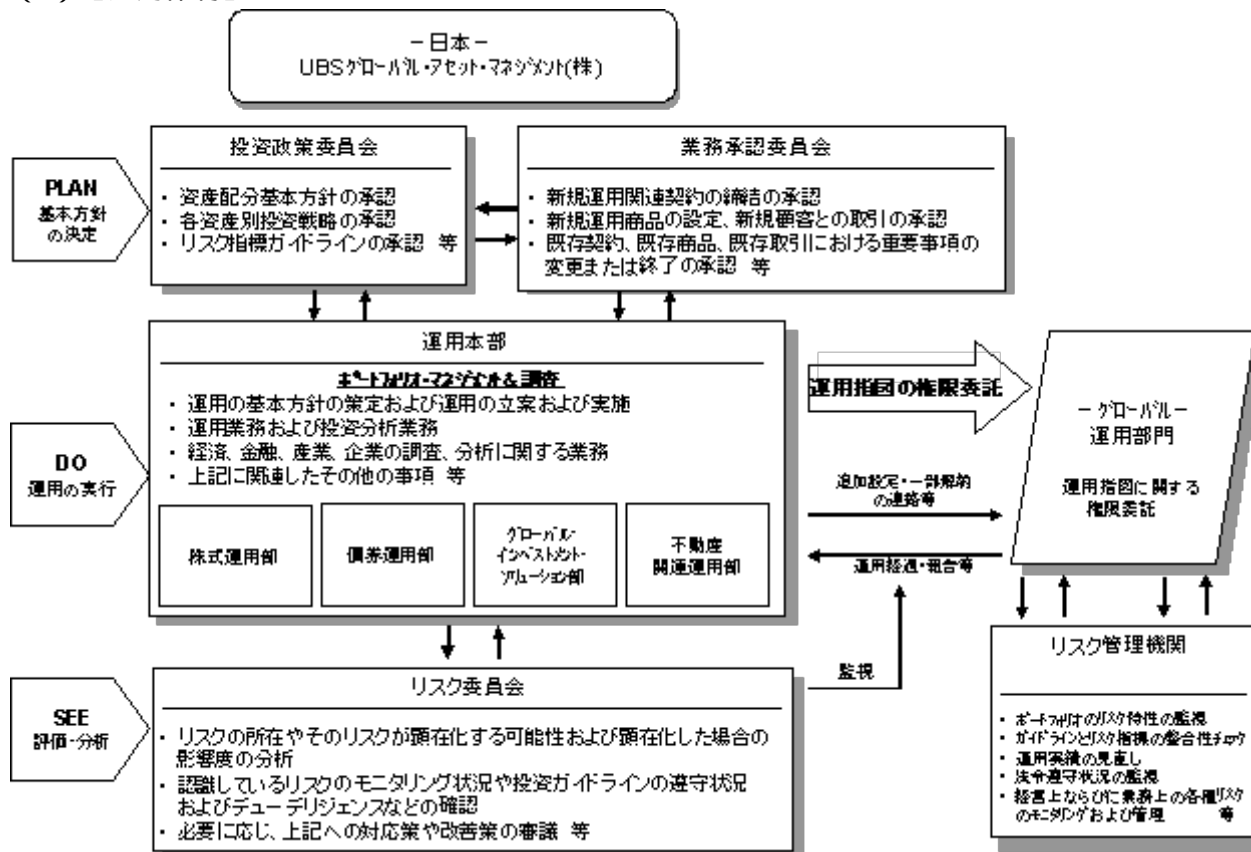 －日本－
UBSグローバル・アセット・マネジメント(株)
PLAN
基本方針
の決定
投資政策委員会
・ 資産配分基本方針の承認
・ 各資産別投資戦略の承認
・ リスク指標ガイドラインの承認 等
業務承認委員会
・ 新規運用関連契約の締結の承認
・ 新規運用商品の設定、新規顧客との取引の承認
・ 既存契約、既存商品、既存取引における重要事項の
変更または終了の承認 等
DO
運用の実行
運用本部
ポートフォリオ・マネジメント＆調査
・ 運用の基本方針の策定および運用の立案および実施
・ 運用業務および投資分析業務
・ 経済、金融、産業、企業の調査、分析に関する業務
・ 上記に関連したその他の事項 等
株式運用部
債券運用部
グローバル・
インベストメント・
ソリューション部
不動産
関連運用部
運用指図の権限委託
追加設定・一部解約
の連絡等
運用経過・報告等
－グローバル－
運用部門
運用指図に関する
権限委託
SEE
評価・分析
リスク委員会
・ リスクの所在やそのリスクが顕在化する可能性および顕在化した場合の
影響度の分析
・ 認識しているリスクのモニタリング状況や投資ガイドラインの遵守状況
およびデューデリジェンスなどの確認
・ 必要に応じ、上記への対応策や改善策の審議 等
監視
リスク管理機関
・ ポートフォリオのリスク特性の監視
・ ガイドラインとリスク指標の整合性チェック
・ 運用実績の見直し
・ 法令遵守状況の監視
・ 経営上ならびに業務上の各種リスク
のモニタリングおよび管理 等